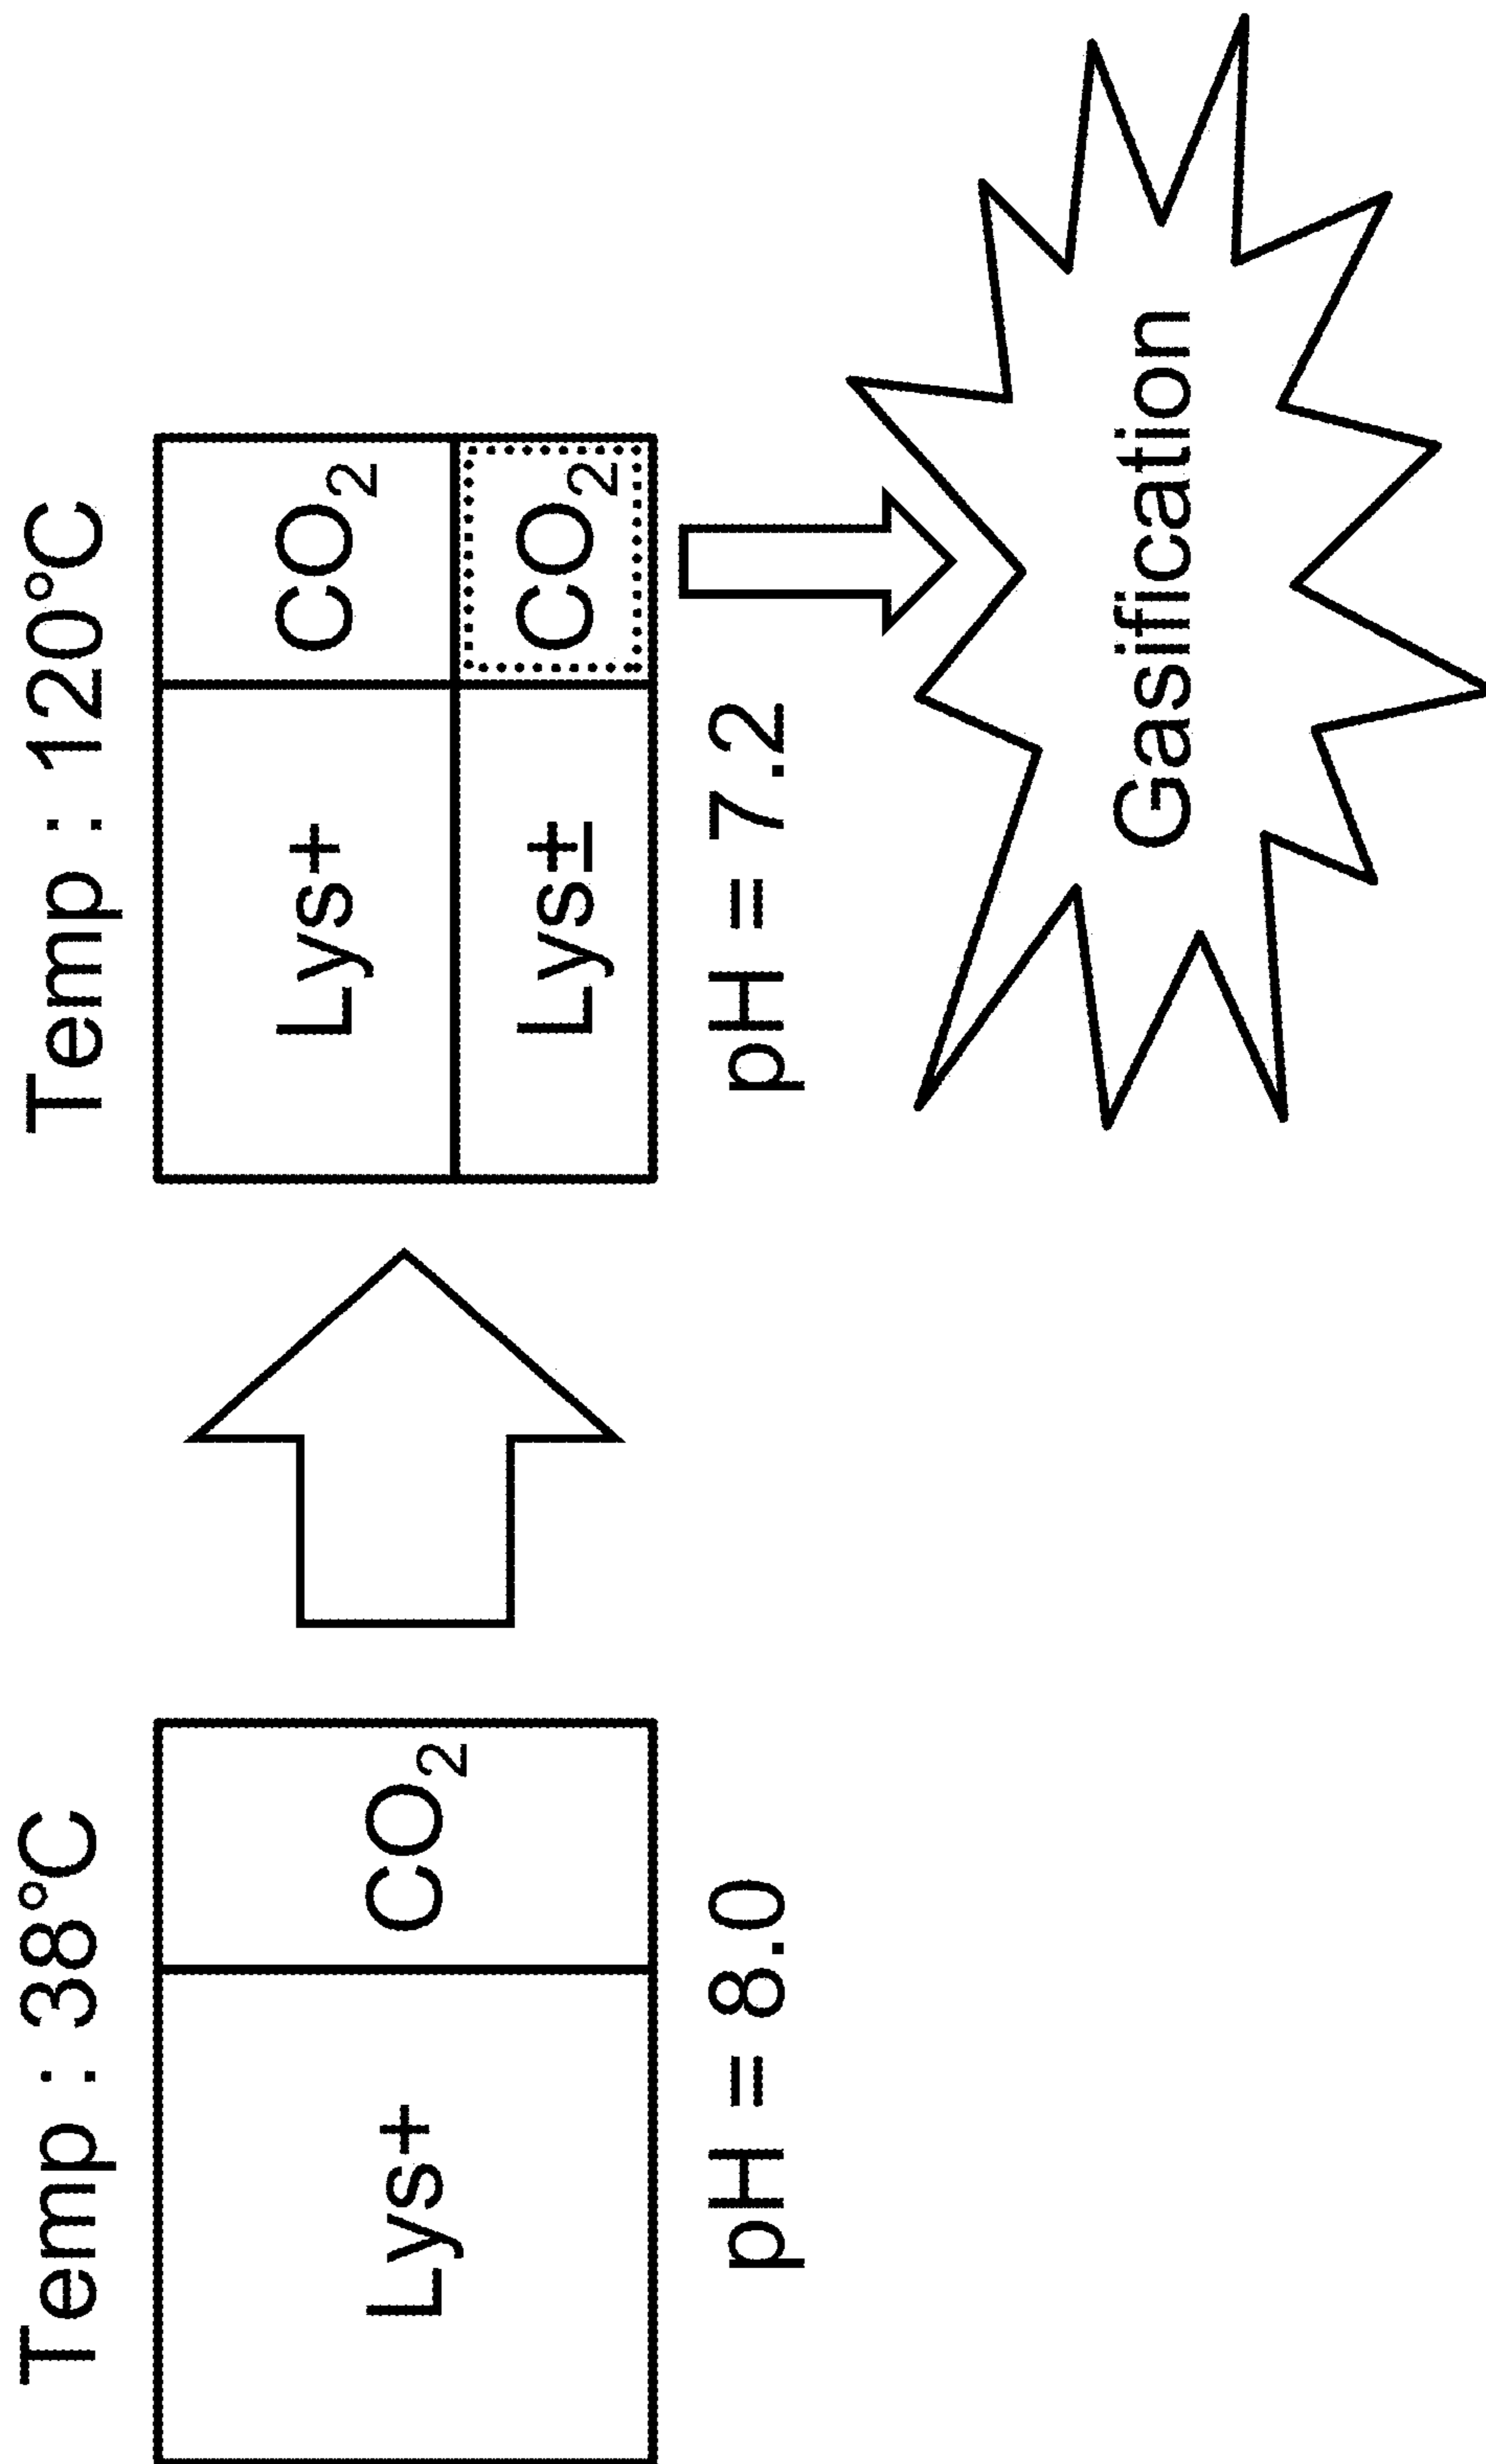 Temp : 38°C
Lys+
CO₂
pH = 8.0
Temp : 120°C
Lys+
CO₂
Lys±
CO₂
pH = 7.2
Gasification